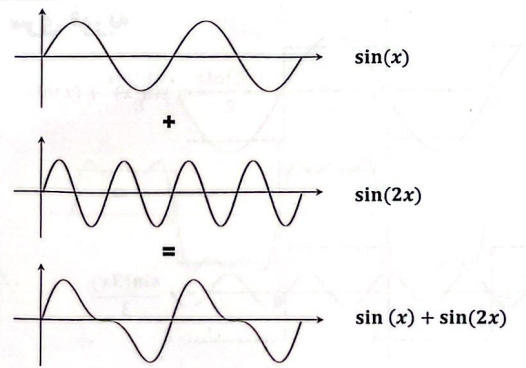 sin(x)
+
sin(2x)
=
sin (x) + sin(2x)